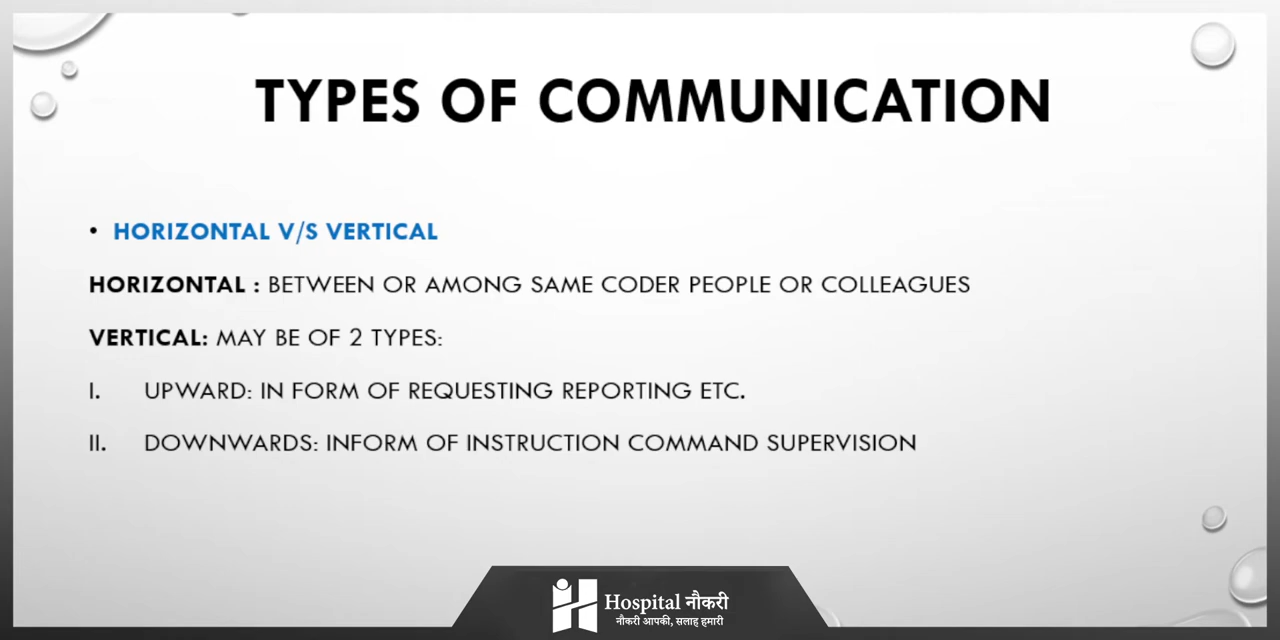 TYPES OF COMMUNICATION
• HORIZONTAL V/S VERTICAL
HORIZONTAL : BETWEEN OR AMONG SAME CODER PEOPLE OR COLLEAGUES
VERTICAL: MAY BE OF 2 TYPES:
I. UPWARD: IN FORM OF REQUESTING REPORTING ETC.
II. DOWNWARDS: INFORM OF INSTRUCTION COMMAND SUPERVISION
Hospital नौकरी
नौकरी आपकी, सलाह हमारी